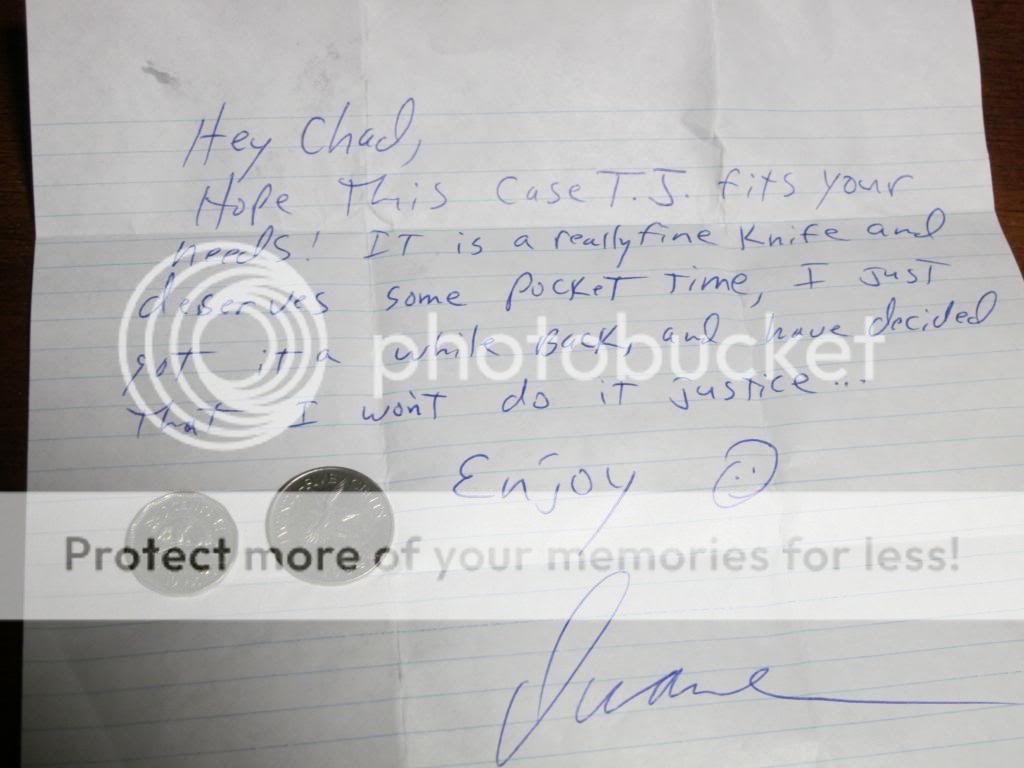 Hey Chad,
Hope This Case T.J. fits your
needs! IT is a really fine Knife and
deserves some Pocket Time, I just
got it a while Back, and have decided
That I won't do it justice...
Enjoy
photobucket
Protect more of your memories for less!
Duane